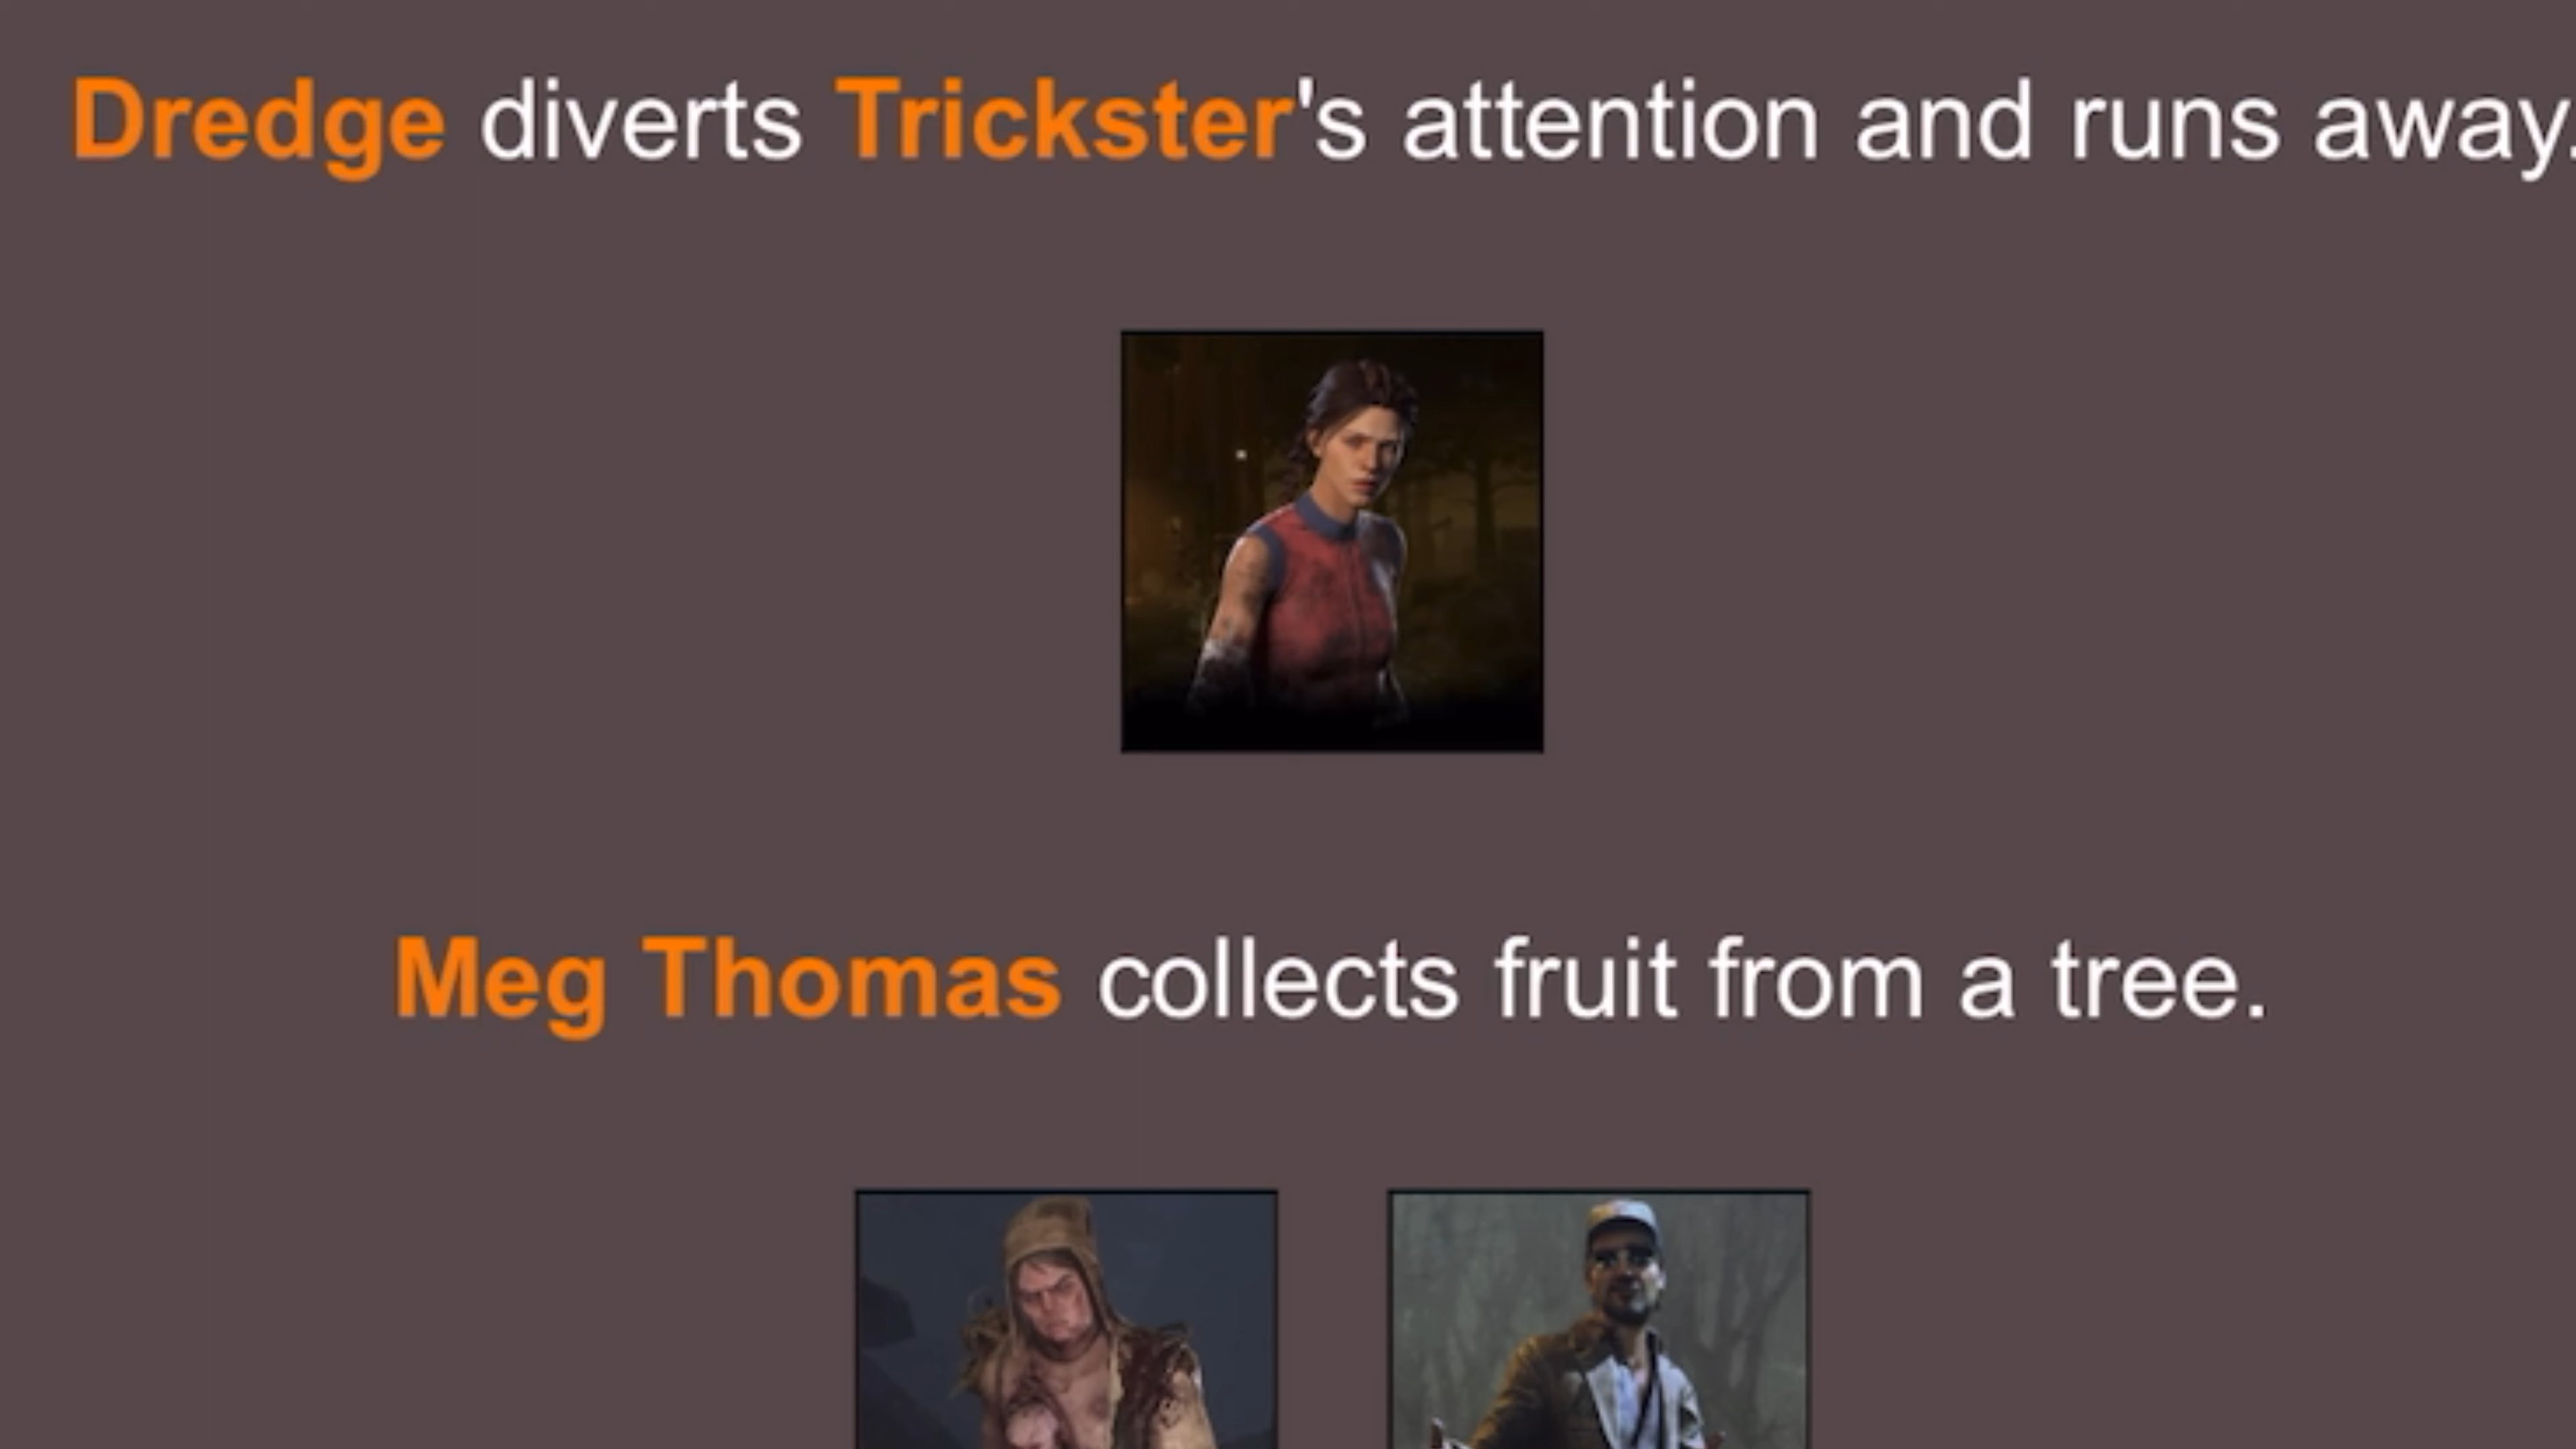 Dredge diverts Trickster's attention and runs away.
Meg Thomas collects fruit from a tree.